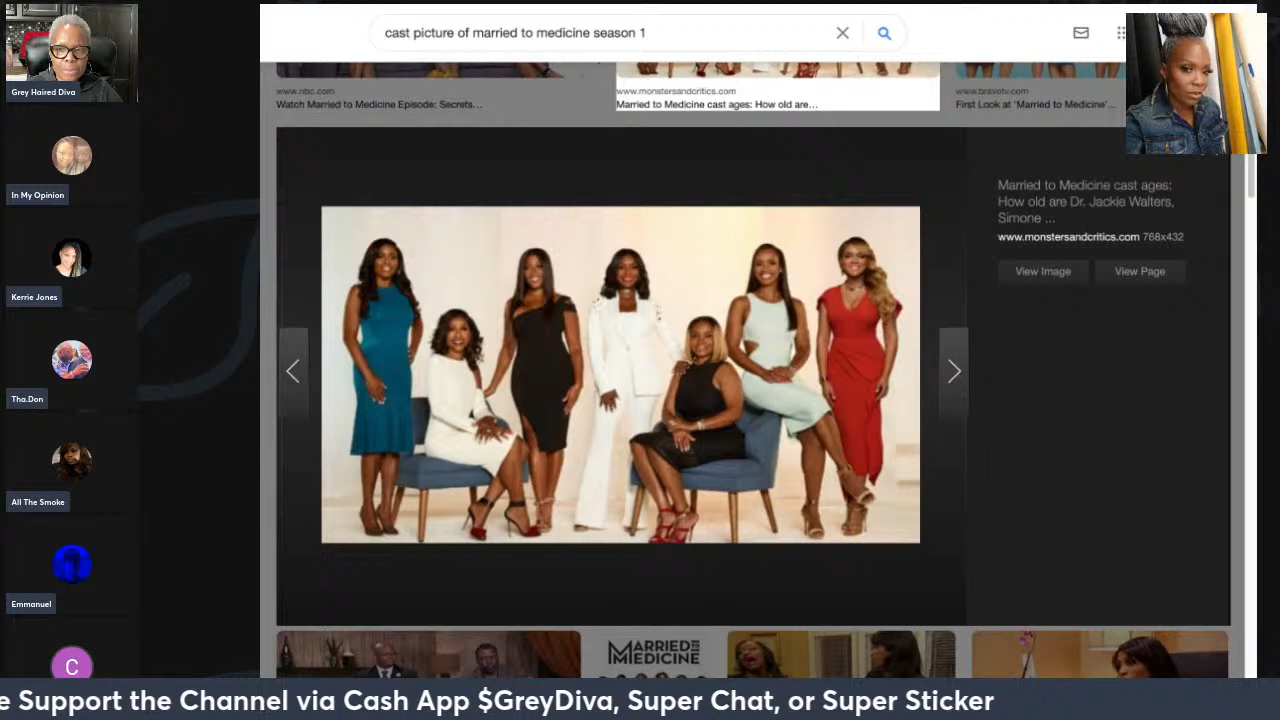 cast picture of married to medicine season 1
Grey Haired Diva
In My Opinion
Kerrie Jones
Tha.Don
All The Smoke
Emmanuel
C
www.nbc.com
Watch Married to Medicine Episode: Secrets...
www.monstersandcritics.com
Married to Medicine cast ages: How old are...
www.bravotv.com
First Look at 'Married to Medicine'...
Married to Medicine cast ages:
How old are Dr. Jackie Walters,
Simone ...
www.monstersandcritics.com 768x432
View Image
View Page
MARRIED TO
MEDICINE
e Support the Channel via Cash App $GreyDiva, Super Chat, or Super Sticker